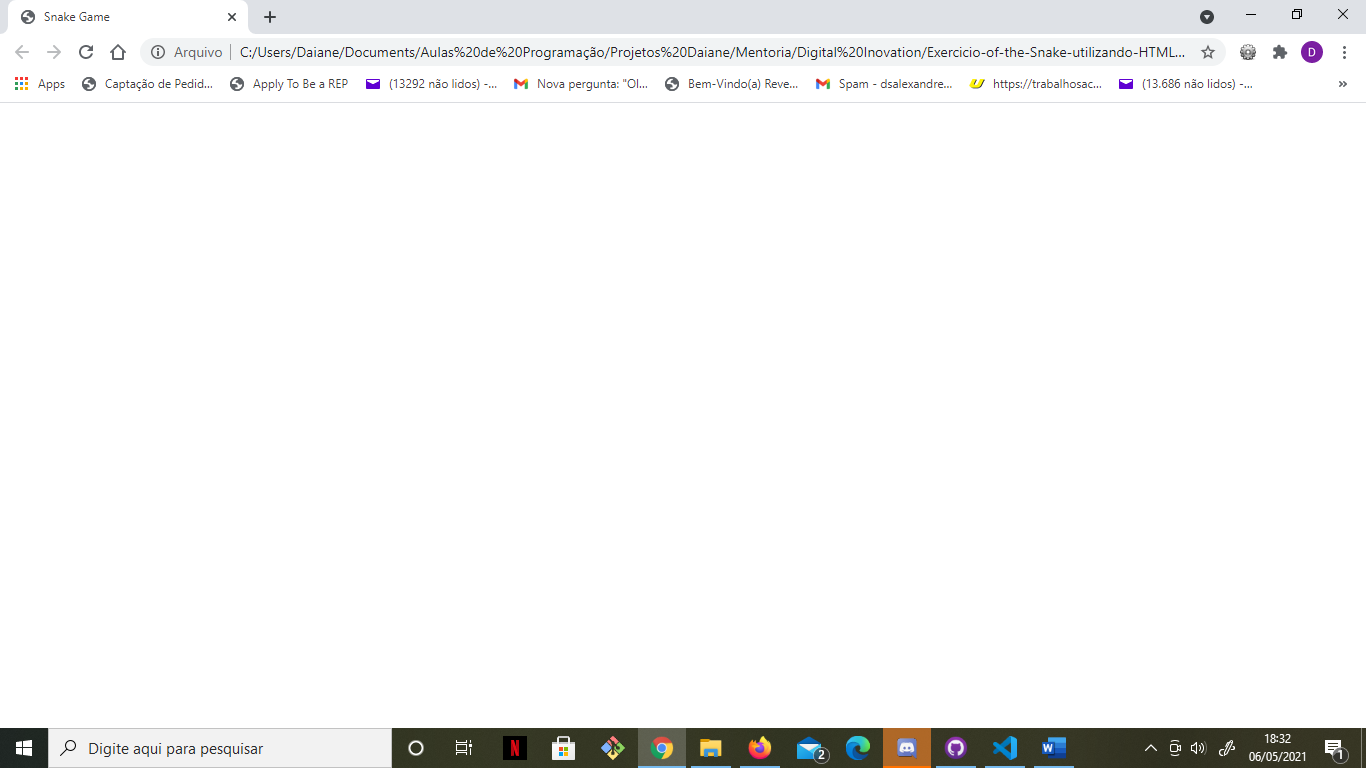 Snake Game
Arquivo C:/Users/Daiane/Documents/Aulas%20de%20Programação/Projetos%20Daiane/Mentoria/Digital%20Inovation/Exercicio-of-the-Snake-utilizando-HTML... D
Apps Captação de Pedid... Apply To Be a REP (13292 não lidos) -... Nova pergunta: "Ol... Bem-Vindo(a) Reve... Spam - dsalexandre... https://trabalhosac... (13.686 não lidos) -... »
Digite aqui para pesquisar N 2 W 18:32 1
06/05/2021